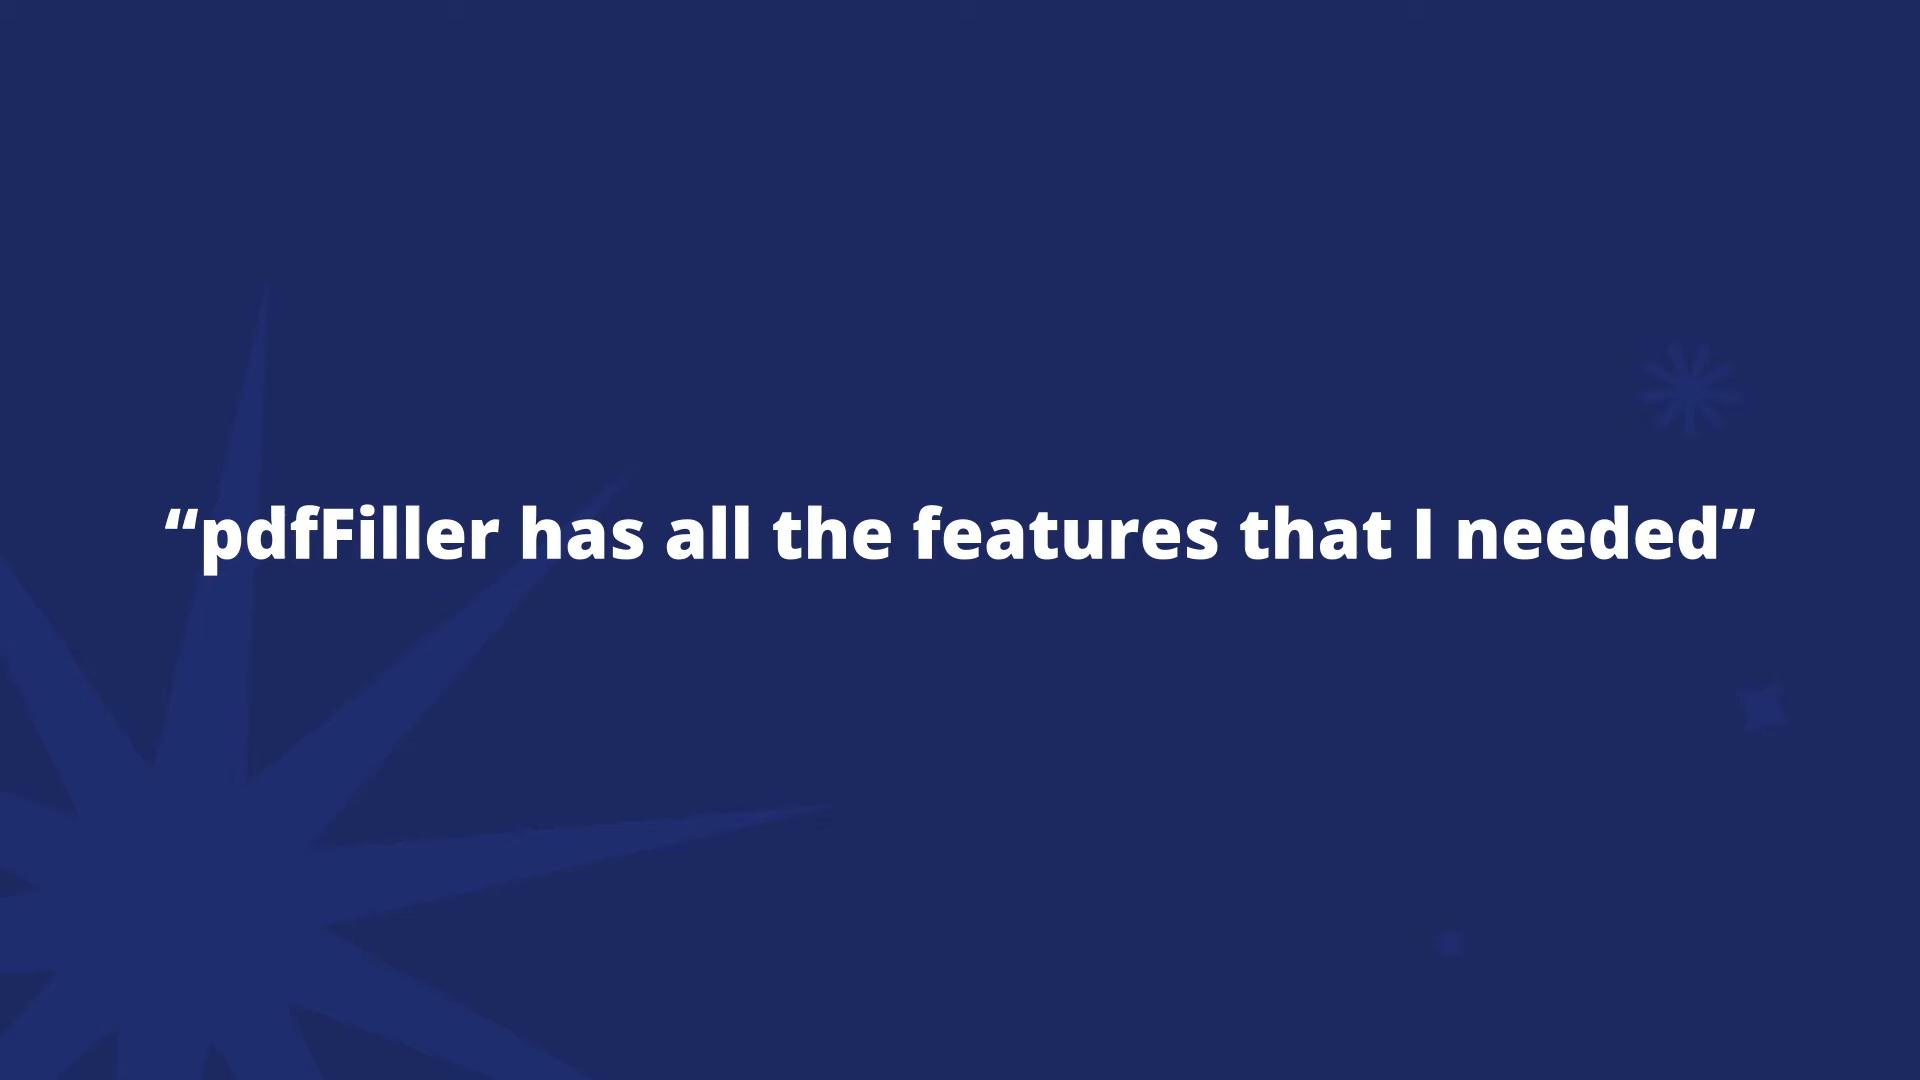 “pdfFiller has all the features that I needed”